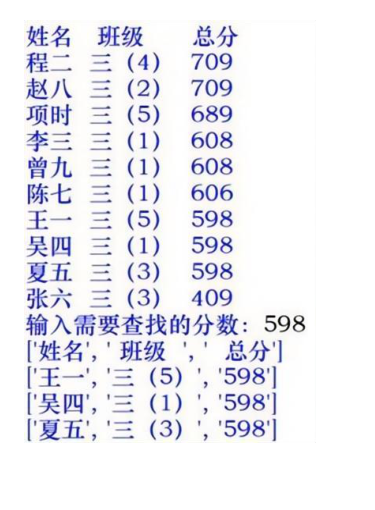 姓名 班级 总分
程二 三（4） 709
赵八 三（2） 709
项时 三（5） 689
李三 三（1） 608
曾九 三（1） 608
陈七 三（1） 606
王一 三（5） 598
吴四 三（1） 598
夏五 三（3） 598
张六 三（3） 409
输入需要查找的分数：598
['姓名', ' 班级 ', ' 总分']
['王一', '三（5）', '598']
['吴四', '三（1）', '598']
['夏五', '三（3）', '598']